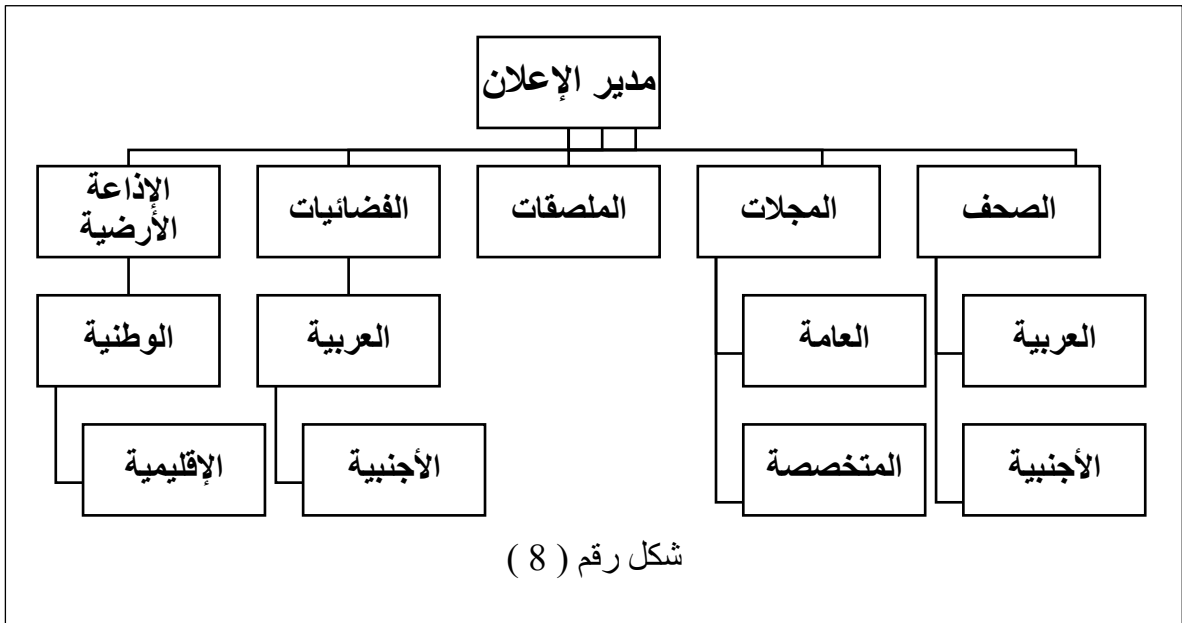 مدير الإعلان
الصحف
المجلات
الملصقات
الفضائيات
الإذاعة
الأرضية
العربية
العامة
العربية
الوطنية
الأجنبية
المتخصصة
الأجنبية
الإقليمية
شكل رقم ( 8 )